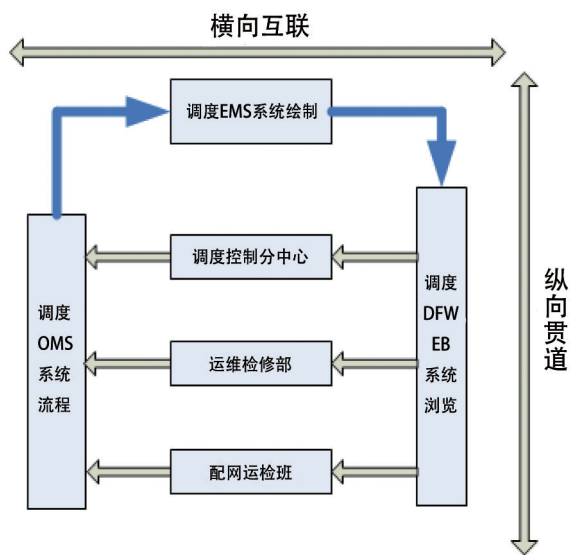 横向互联
调度EMS系统绘制
调度控制分中心
运维检修部
配网运检班
调度
OMS
系统
流程
调度
DFW
EB
系统
浏览
纵向贯道